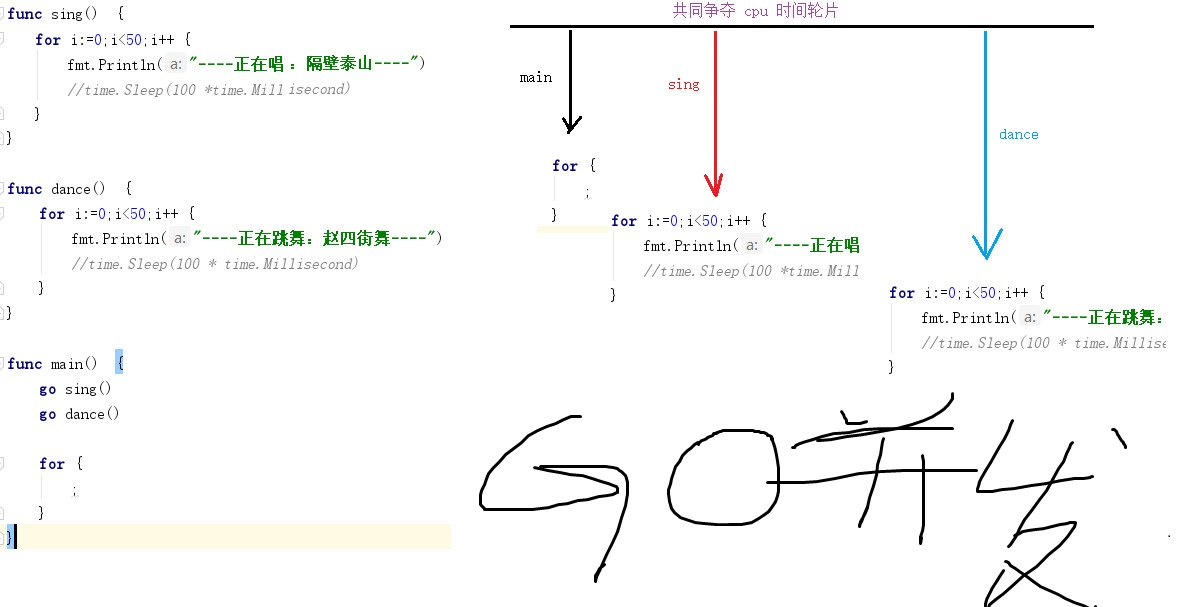 func sing() {
for i:=0;i<50;i++ {
fmt.Println( a: "----正在唱：隔壁泰山----")
//time.Sleep(100 *time.Millisecond)
}
}
func dance() {
for i:=0;i<50;i++ {
fmt.Println( a: "----正在跳舞：赵四街舞----")
//time.Sleep(100 * time.Millisecond)
}
}
func main() {
go sing()
go dance()
for {
;
}
}
共同争夺 cpu 时间轮片
main
sing
dance
for {
;
}
for i:=0;i<50;i++ {
fmt.Println( a: "----正在唱
//time.Sleep(100 *time.Mill
}
for i:=0;i<50;i++ {
fmt.Println( a: "----正在跳舞：
//time.Sleep(100 * time.Millise
}
GO并发